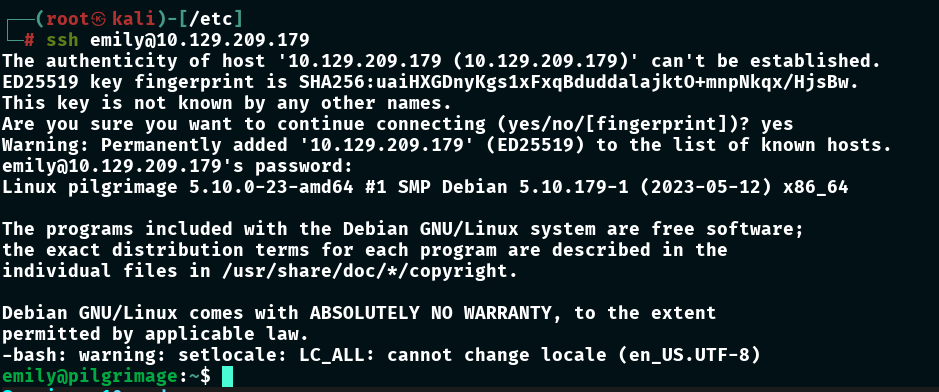 (root㉿kali)-[/etc]
# ssh emily@10.129.209.179
The authenticity of host '10.129.209.179 (10.129.209.179)' can't be established.
ED25519 key fingerprint is SHA256:uaiHXGDnyKgs1xFxqBduddalajktO+mnpNkqx/HjsBw.
This key is not known by any other names.
Are you sure you want to continue connecting (yes/no/[fingerprint])? yes
Warning: Permanently added '10.129.209.179' (ED25519) to the list of known hosts.
emily@10.129.209.179's password:
Linux pilgrimage 5.10.0-23-amd64 #1 SMP Debian 5.10.179-1 (2023-05-12) x86_64
The programs included with the Debian GNU/Linux system are free software;
the exact distribution terms for each program are described in the
individual files in /usr/share/doc/*/copyright.
Debian GNU/Linux comes with ABSOLUTELY NO WARRANTY, to the extent
permitted by applicable law.
-bash: warning: setlocale: LC_ALL: cannot change locale (en_US.UTF-8)
emily@pilgrimage:~$